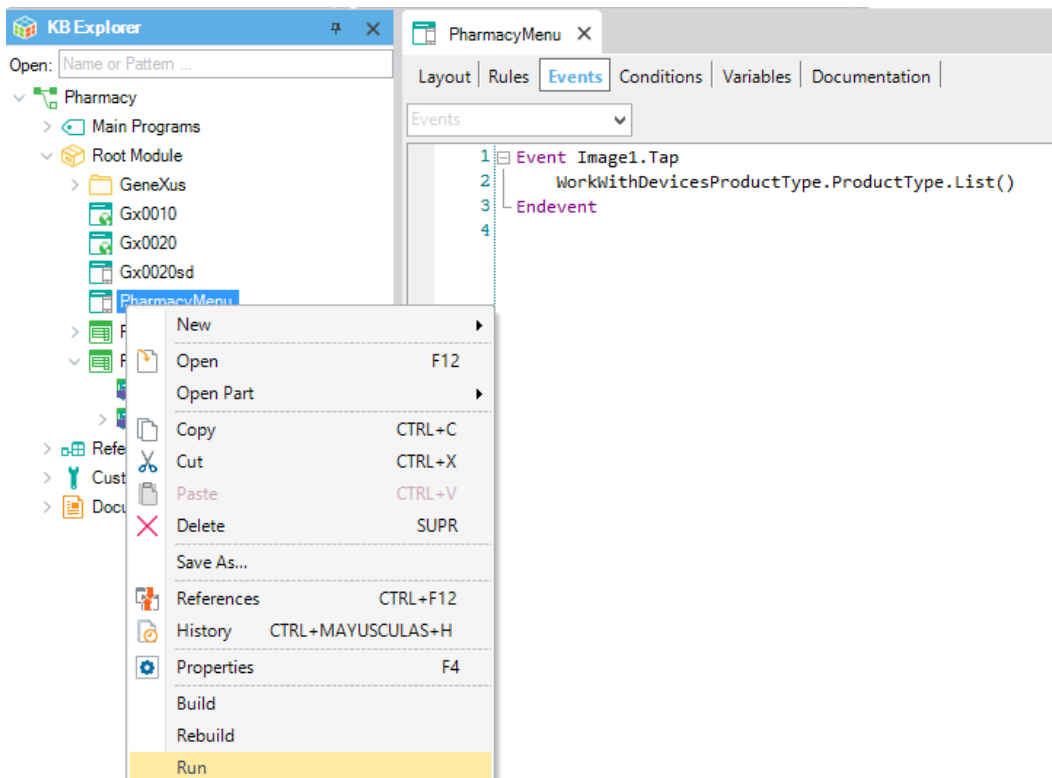 KB Explorer
Open: Name or Pattern ...
Pharmacy
Main Programs
Root Module
GeneXus
Gx0010
Gx0020
Gx0020sd
PharmacyMenu
Refe
Cust
Docu
New
Open F12
Open Part
Copy CTRL+C
Cut CTRL+X
Paste CTRL+V
Delete SUPR
Save As...
References CTRL+F12
History CTRL+MAYUSCULAS+H
Properties F4
Build
Rebuild
Run
PharmacyMenu
Layout Rules Events Conditions Variables Documentation
Events
1 Event Image1.Tap
2 WorkWithDevicesProductType.ProductType.List()
3 Endevent
4